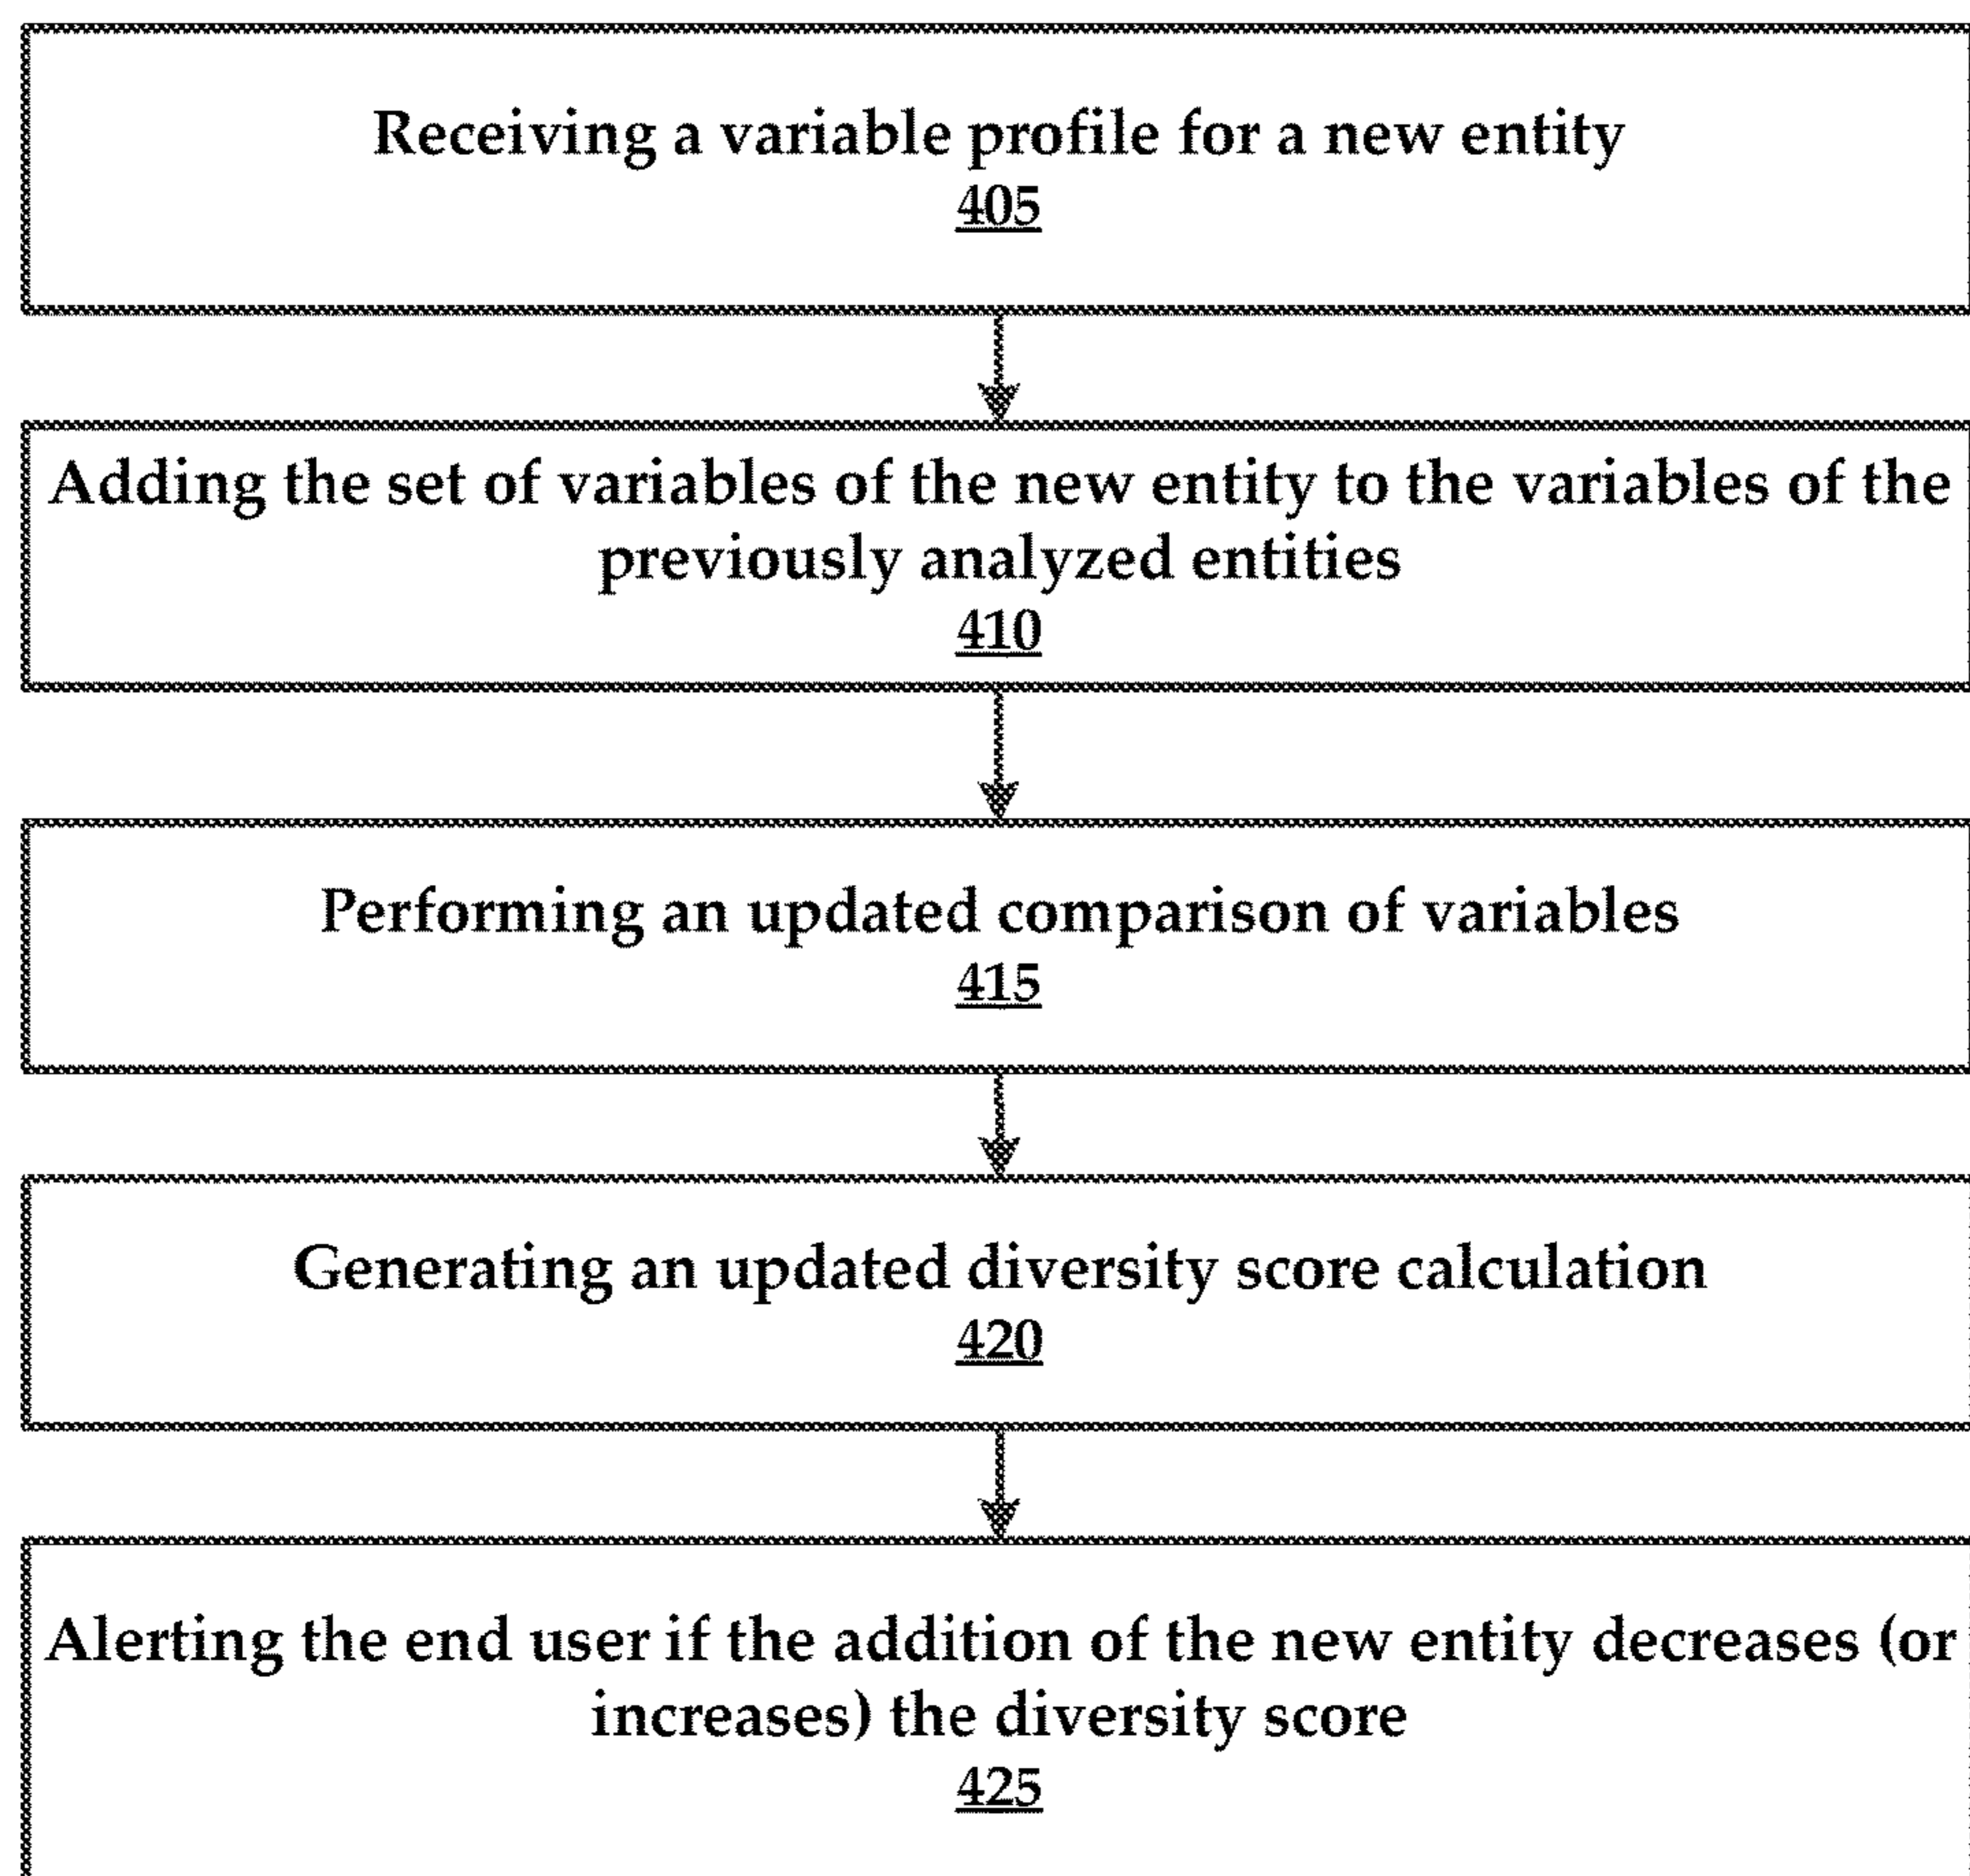 Receiving a variable profile for a new entity
405
Adding the set of variables of the new entity to the variables of the
previously analyzed entities
410
Performing an updated comparison of variables
415
Generating an updated diversity score calculation
420
Alerting the end user if the addition of the new entity decreases (or
increases) the diversity score
425